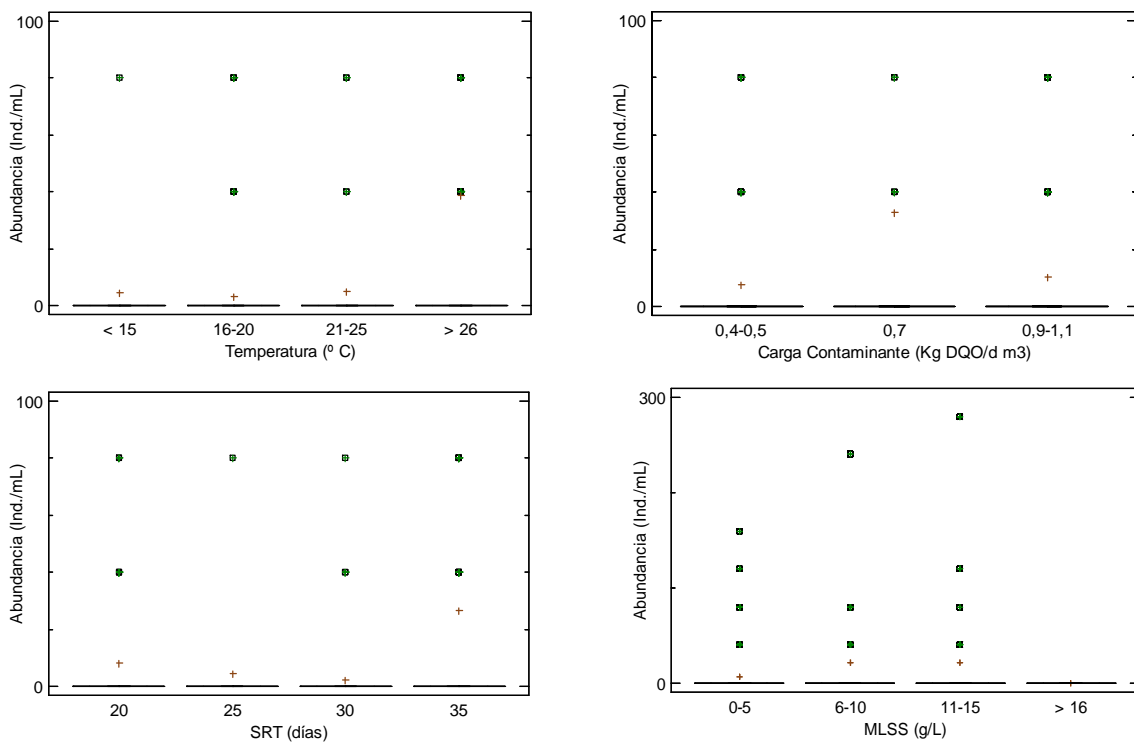 100
Abundancia (Ind./mL)
0
< 15 16-20 21-25 > 26
Temperatura (º C)
100
Abundancia (Ind./mL)
0
0,4-0,5 0,7 0,9-1,1
Carga Contaminante (Kg DQO/d m3)
100
Abundancia (Ind./mL)
0
20 25 30 35
SRT (días)
300
Abundancia (Ind./mL)
0
0-5 6-10 11-15 > 16
MLSS (g/L)